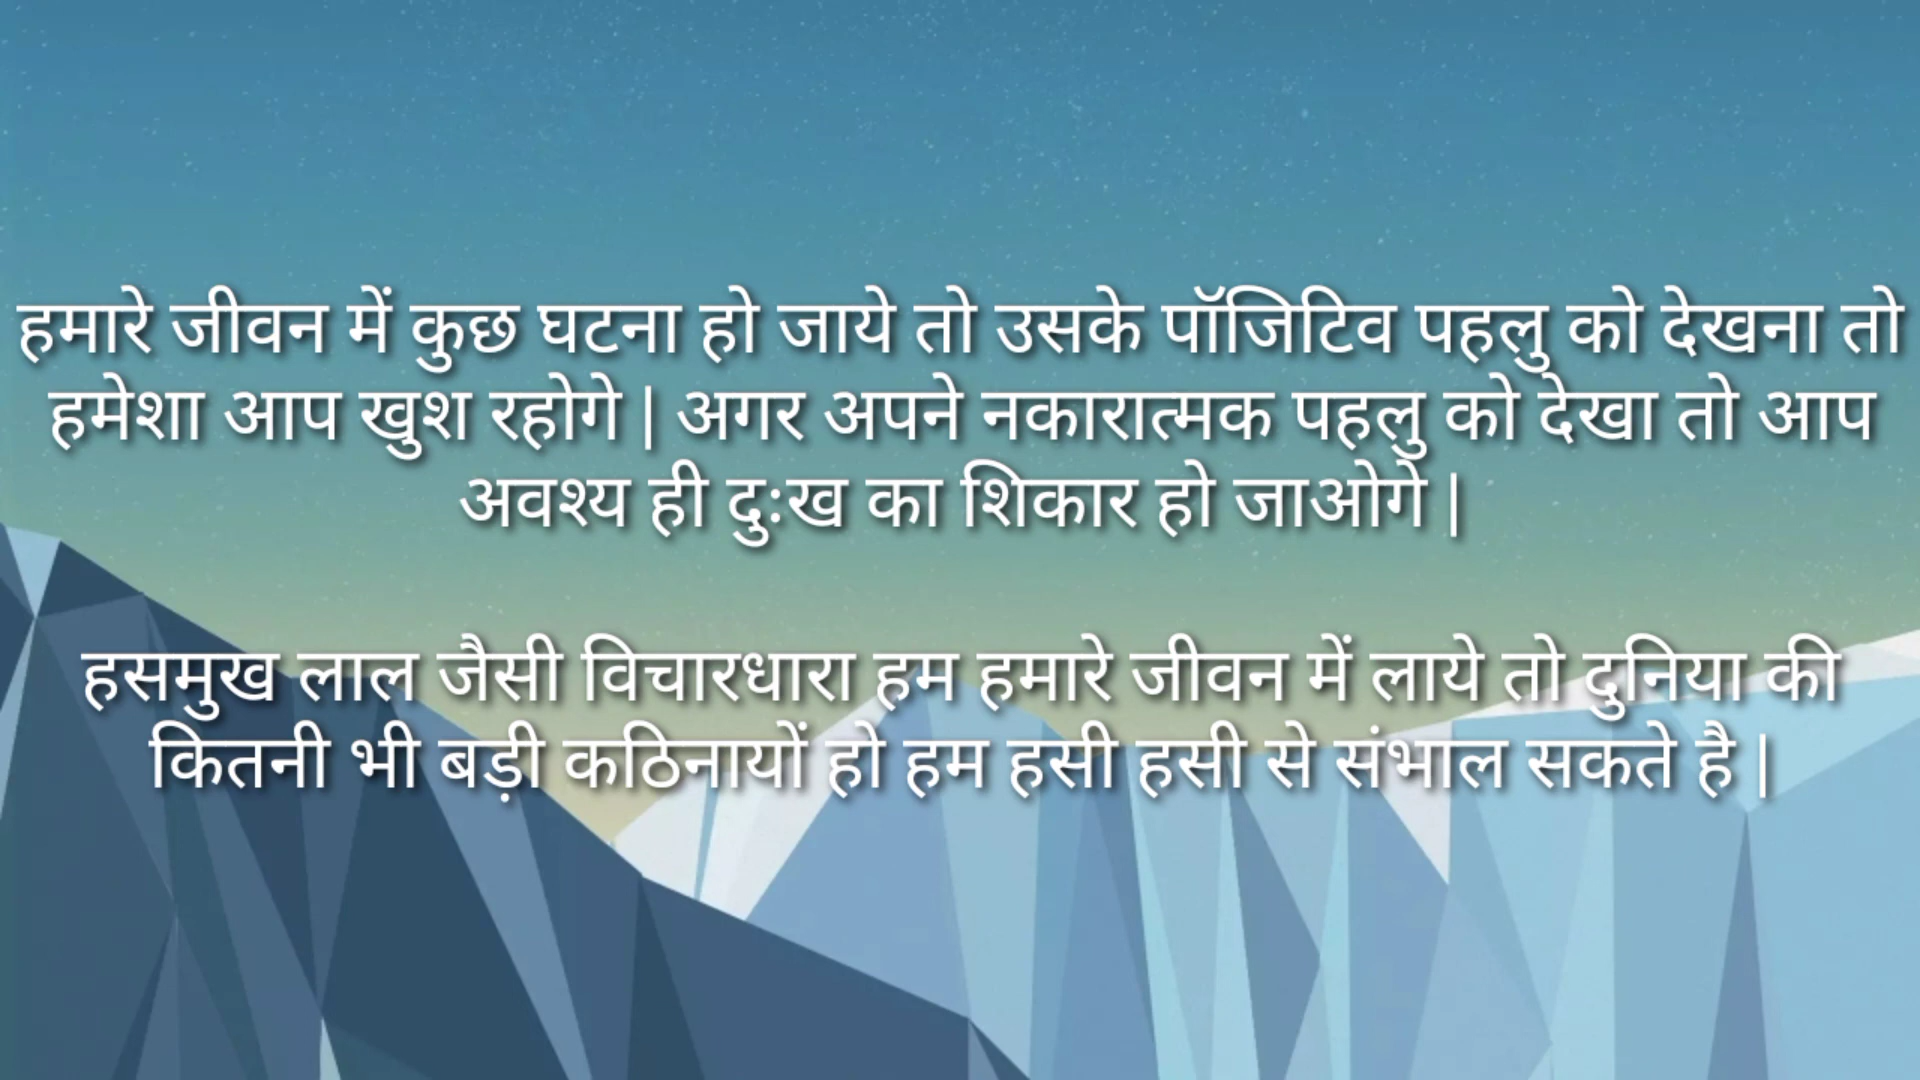 हमारे जीवन में कुछ घटना हो जाये तो उसके पॉजिटिव पहलु को देखना तो
हमेशा आप खुश रहोगे | अगर अपने नकारात्मक पहलु को देखा तो आप
अवश्य ही दुःख का शिकार हो जाओगे |
हसमुख लाल जैसी विचारधारा हम हमारे जीवन में लाये तो दुनिया की
कितनी भी बड़ी कठिनायों हो हम हसी हसी से संभाल सकते है |